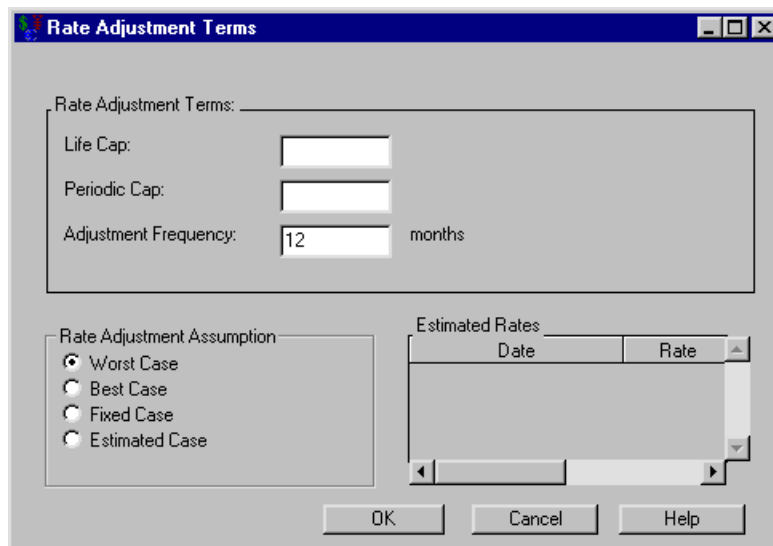 Rate Adjustment Terms
Rate Adjustment Terms:
Life Cap:
Periodic Cap:
Adjustment Frequency: 12 months
Rate Adjustment Assumption
Worst Case
Best Case
Fixed Case
Estimated Case
Estimated Rates
Date Rate
OK Cancel Help